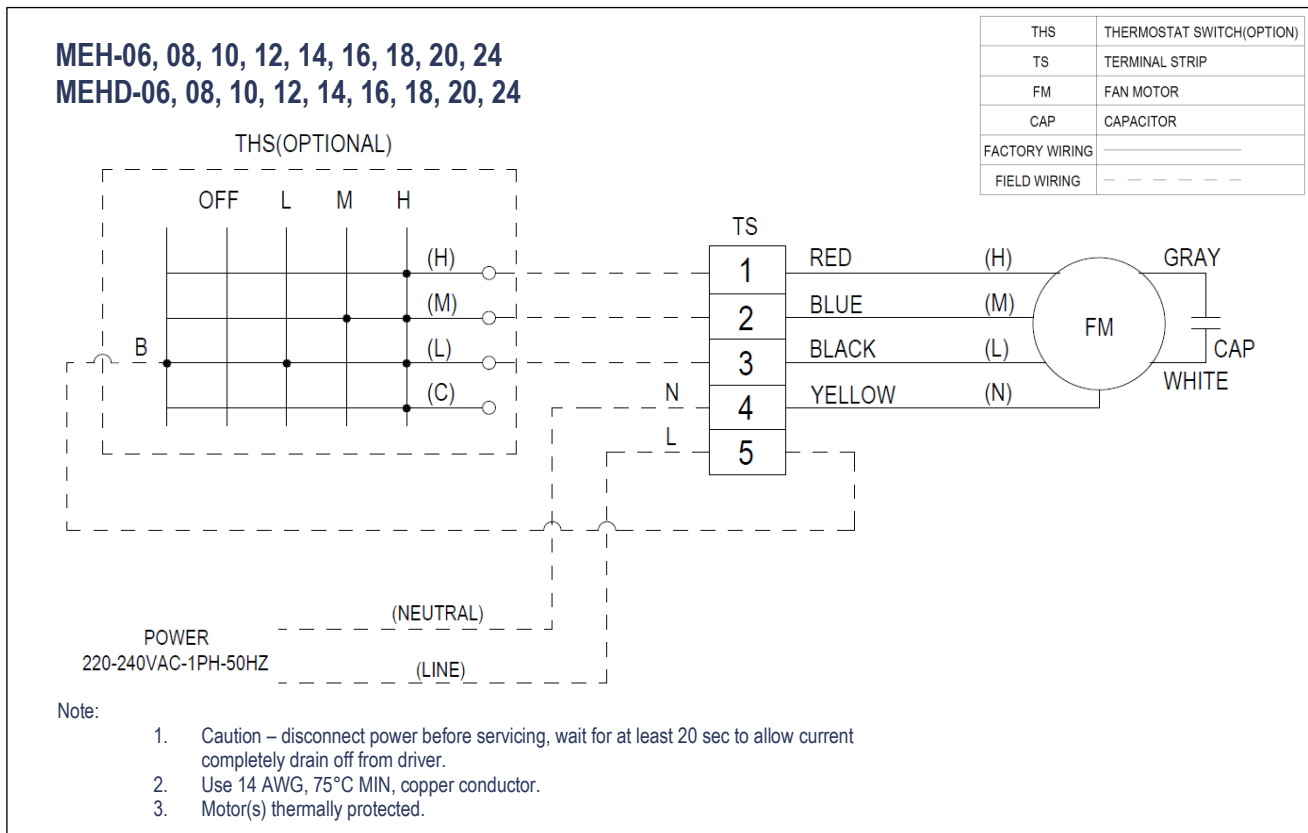 MEH-06, 08, 10, 12, 14, 16, 18, 20, 24
MEHD-06, 08, 10, 12, 14, 16, 18, 20, 24
THS THERMOSTAT SWITCH(OPTION)
TS TERMINAL STRIP
FM FAN MOTOR
CAP CAPACITOR
FACTORY WIRING
FIELD WIRING
THS(OPTIONAL)
OFF L M H
TS
(H) 1 RED (H) GRAY
(M) 2 BLUE (M) FM
B (L) 3 BLACK (L) CAP
WHITE
(C) N 4 YELLOW (N)
L 5
(NEUTRAL)
POWER
220-240VAC-1PH-50HZ
(LINE)
Note:
1. Caution – disconnect power before servicing, wait for at least 20 sec to allow current
completely drain off from driver.
2. Use 14 AWG, 75°C MIN, copper conductor.
3. Motor(s) thermally protected.